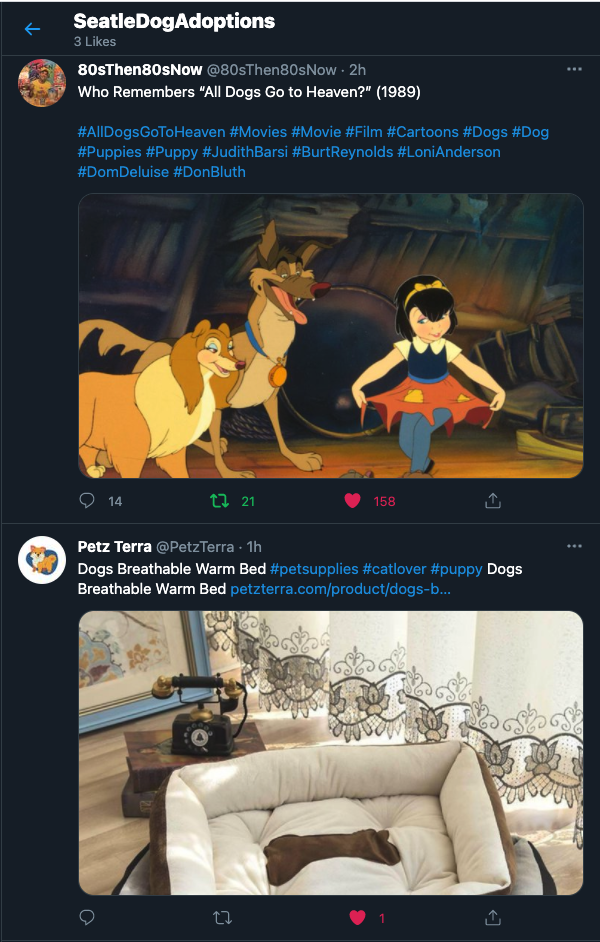 SeatleDogAdoptions
3 Likes
80sThen80sNow @80sThen80sNow · 2h
Who Remembers “All Dogs Go to Heaven?” (1989)
#AllDogsGoToHeaven #Movies #Movie #Film #Cartoons #Dogs #Dog
#Puppies #Puppy #JudithBarsi #BurtReynolds #LoniAnderson
#DomDeluise #DonBluth
14 21 158
Petz Terra @PetzTerra · 1h
Dogs Breathable Warm Bed #petsupplies #catlover #puppy Dogs
Breathable Warm Bed petzterra.com/product/dogs-b...
1